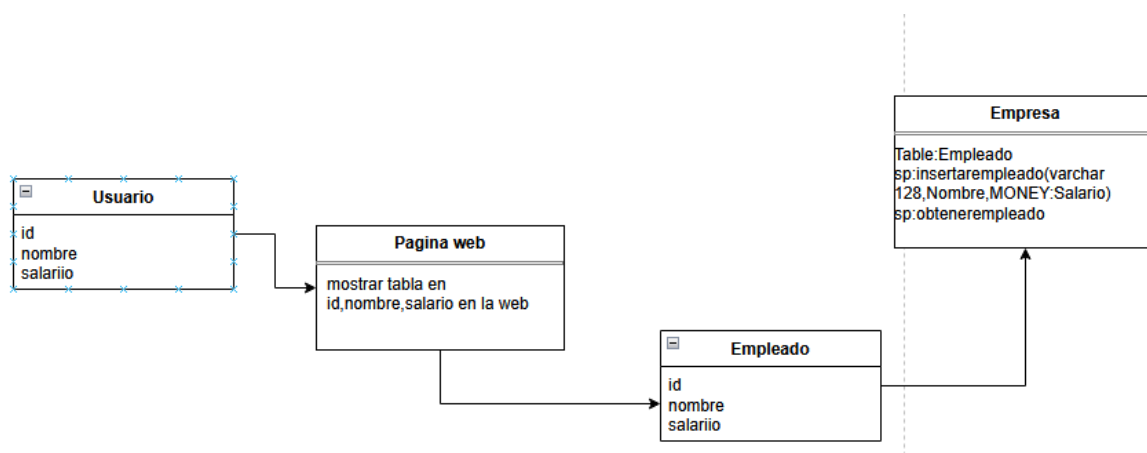 Usuario
id
nombre
salariio
Pagina web
mostrar tabla en
id,nombre,salario en la web
Empleado
id
nombre
salariio
Empresa
Table:Empleado
sp:insertarempleado(varchar
128,Nombre,MONEY:Salario)
sp:obtenerempleado